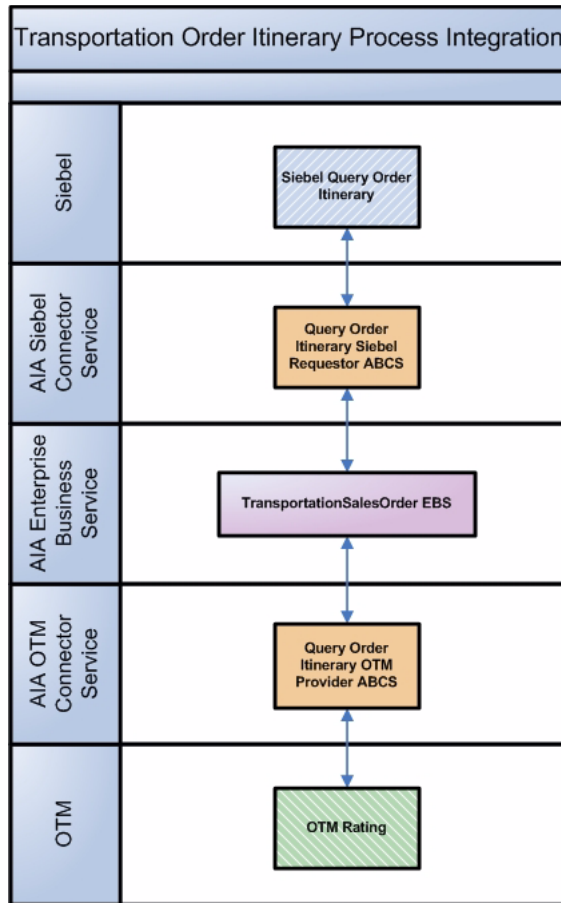 Transportation Order Itinerary Process Integration
Siebel
Siebel Query Order
Itinerary
AIA Siebel
Connector
Service
Query Order
Itinerary Siebel
Requestor ABCS
AIA Enterprise
Business
Service
TransportationSalesOrder EBS
AIA OTM
Connector
Service
Query Order
Itinerary OTM
Provider ABCS
OTM
OTM Rating